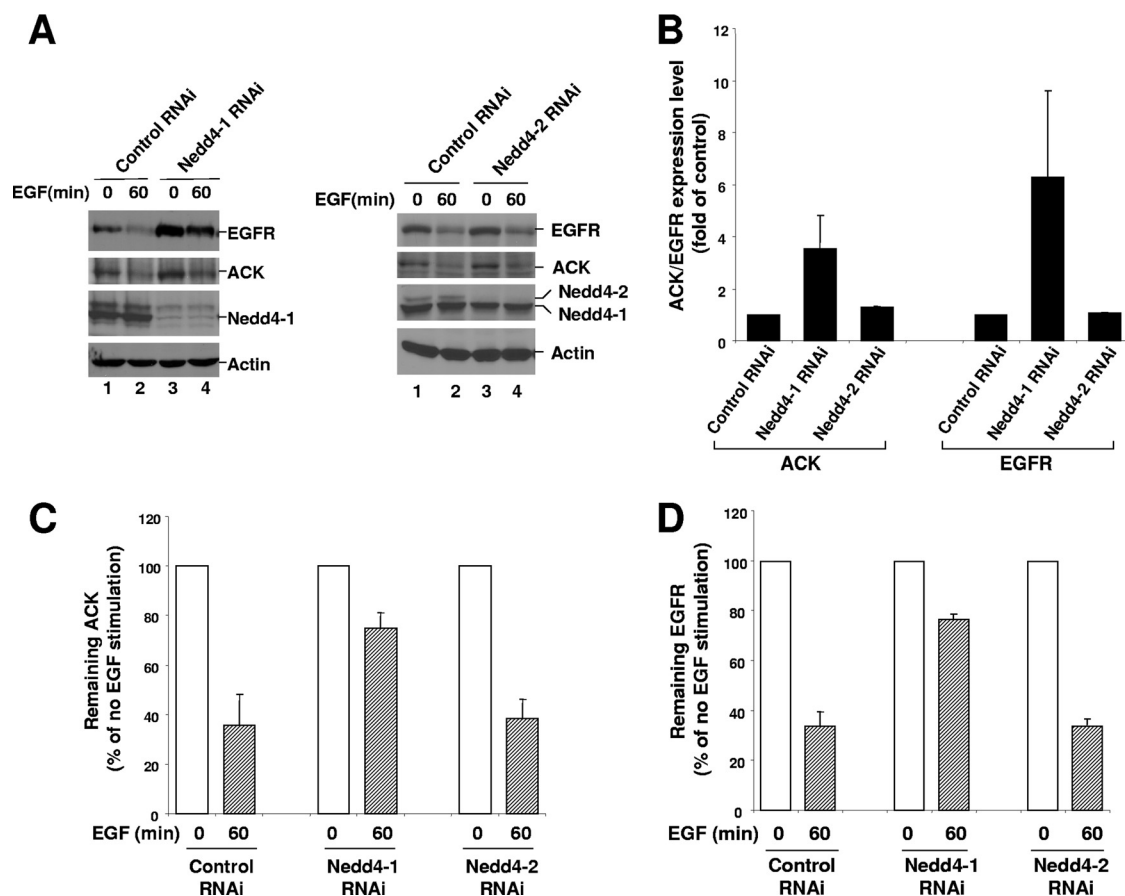 A
Control RNAi
Nedd4-1 RNAi
EGF(min) 0 60 0 60
EGFR
ACK
Nedd4-1
Actin
1 2 3 4
Control RNAi
Nedd4-2 RNAi
EGF(min) 0 60 0 60
EGFR
ACK
Nedd4-2
Nedd4-1
Actin
1 2 3 4
B
ACK/EGFR expression level
(fold of control)
12
10
8
6
4
2
0
Control RNAi
Nedd4-1 RNAi
Nedd4-2 RNAi
Control RNAi
Nedd4-1 RNAi
Nedd4-2 RNAi
ACK
EGFR
C
Remaining ACK
(% of no EGF stimulation)
120
100
80
60
40
20
0
EGF (min) 0 60 0 60 0 60
Control RNAi
Nedd4-1 RNAi
Nedd4-2 RNAi
D
Remaining EGFR
(% of no EGF stimulation)
120
100
80
60
40
20
0
EGF (min) 0 60 0 60 0 60
Control RNAi
Nedd4-1 RNAi
Nedd4-2 RNAi